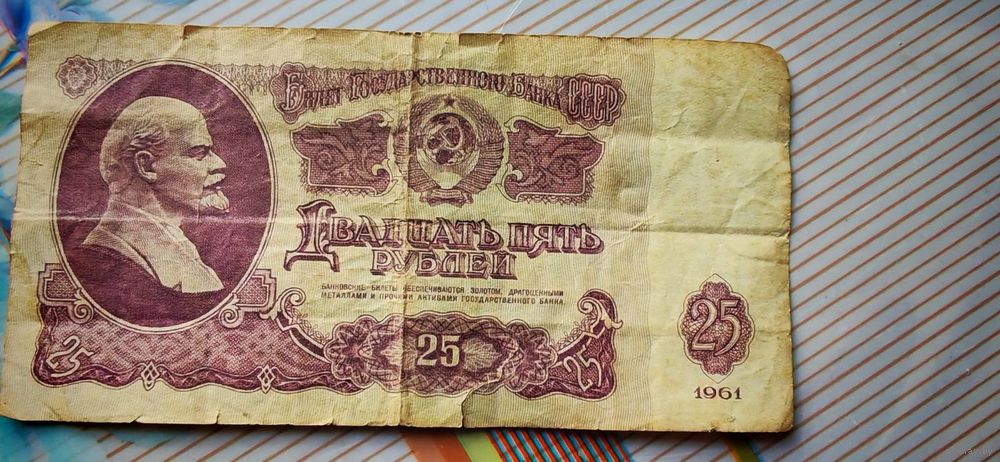 Билет Государственного Банка СССР
Двадцать пять
рублей
БАНКОВСКИЕ БИЛЕТЫ ОБЕСПЕЧИВАЮТСЯ ЗОЛОТОМ, ДРАГОЦЕННЫМИ
МЕТАЛЛАМИ И ПРОЧИМИ АКТИВАМИ ГОСУДАРСТВЕННОГО БАНКА.
25
25
25
25
1961